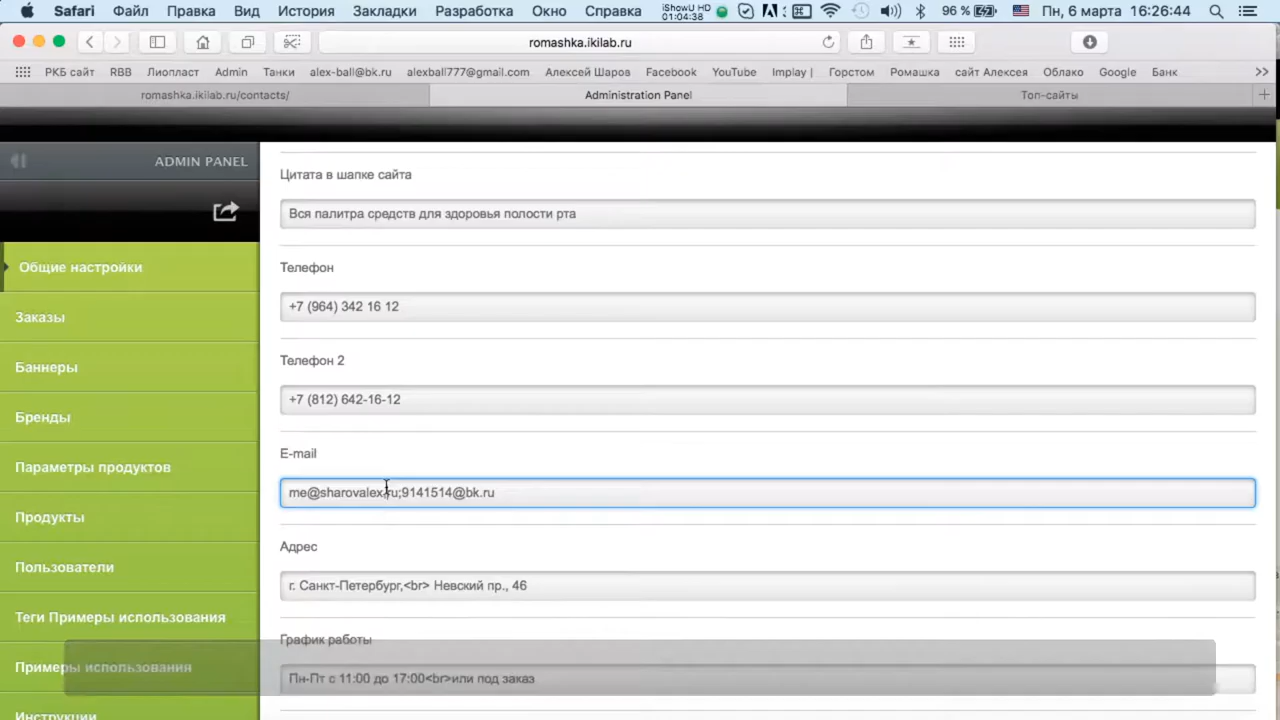 Safari Файл Правка Вид История Закладки Разработка Окно Справка iShowU HD 01:04:38 96 % Пн, 6 марта 16:26:44
romashka.ikilab.ru
РКБ сайт RBB Лиопласт Admin Танки alex-ball@bk.ru alexball777@gmail.com Алексей Шаров Facebook YouTube Implay | Горстом Ромашка сайт Алексея Облако Google Банк
romashka.ikilab.ru/contacts/ Administration Panel Топ-сайты
ADMIN PANEL
Общие настройки
Заказы
Баннеры
Бренды
Параметры продуктов
Продукты
Пользователи
Теги Примеры использования
Примеры использования
Инструкции
Цитата в шапке сайта
Вся палитра средств для здоровья полости рта
Телефон
+7 (964) 342 16 12
Телефон 2
+7 (812) 642-16-12
E-mail
me@sharovalex.ru;9141514@bk.ru
Адрес
г. Санкт-Петербург,<br> Невский пр., 46
График работы
Пн-Пт с 11:00 до 17:00<br>или под заказ